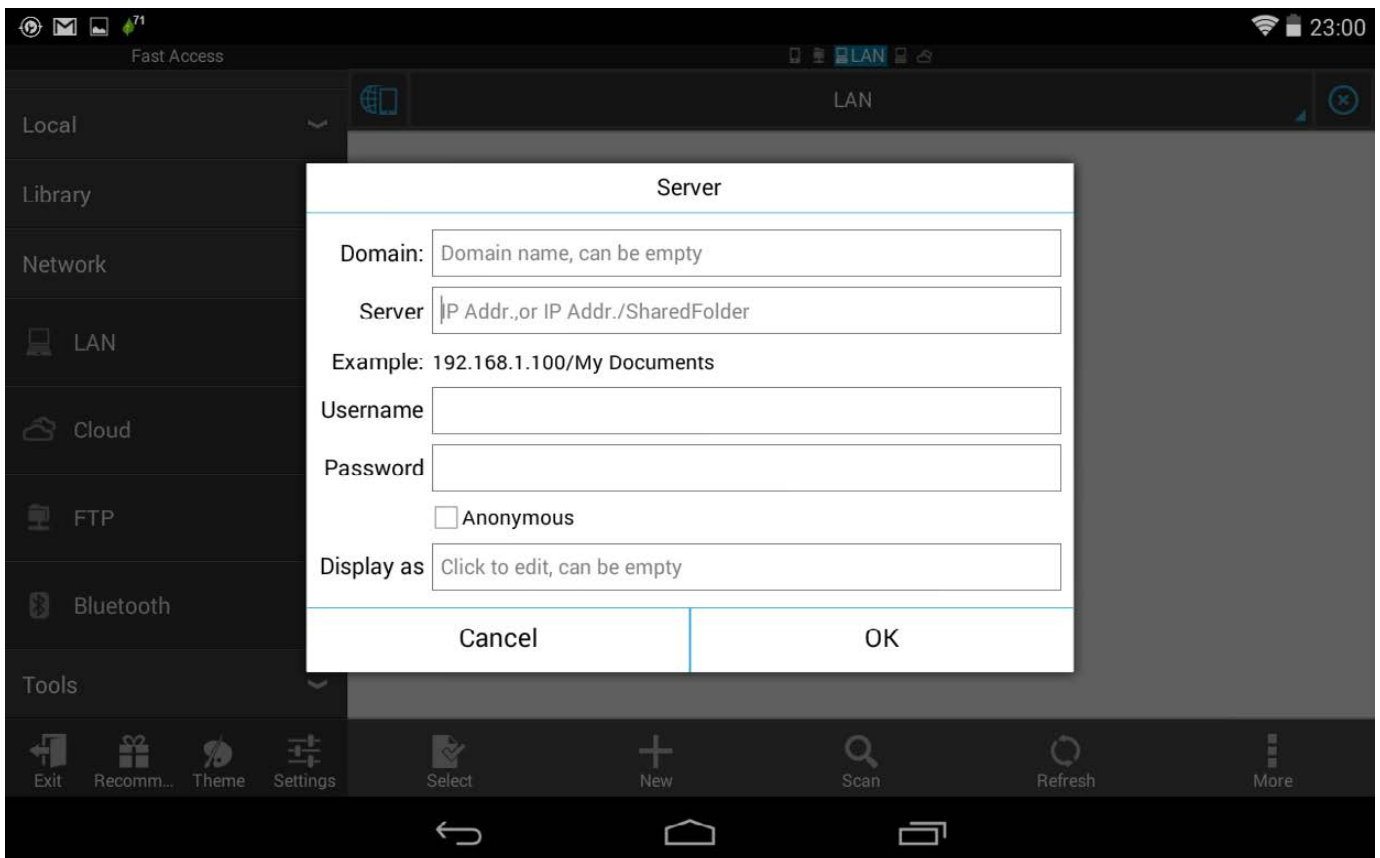 71
23:00
Fast Access
LAN
LAN
Local
Library
Network
LAN
Cloud
FTP
Bluetooth
Tools
Server
Domain: Domain name, can be empty
Server IP Addr.,or IP Addr./SharedFolder
Example: 192.168.1.100/My Documents
Username
Password
Anonymous
Display as Click to edit, can be empty
Cancel OK
Exit Recomm... Theme Settings Select New Scan Refresh More